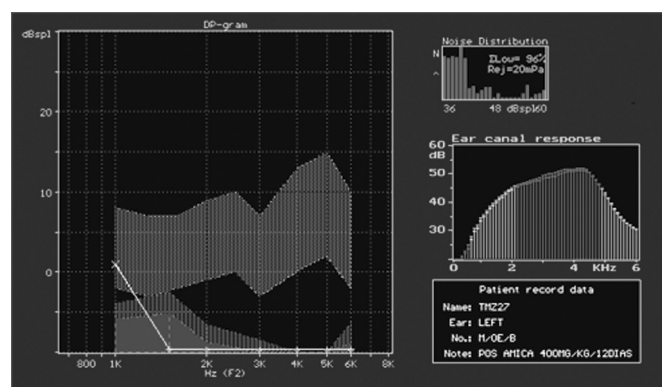 DP-gram
dBspl
20
10
0
800 1K 2K 3K 4K 5K 6K 8K
Hz (F2)
Noise Distribution
N
^
ΣLow= 96%
Rej=20mPa
36 48 dBspl60
Ear canal response
60
dB
50
40
30
0 2 4 KHz 6
Patient record data
Name: TMZ27
Ear: LEFT
No.: M/OE/B
Note: POS AMICA 400MG/KG/12DIAS